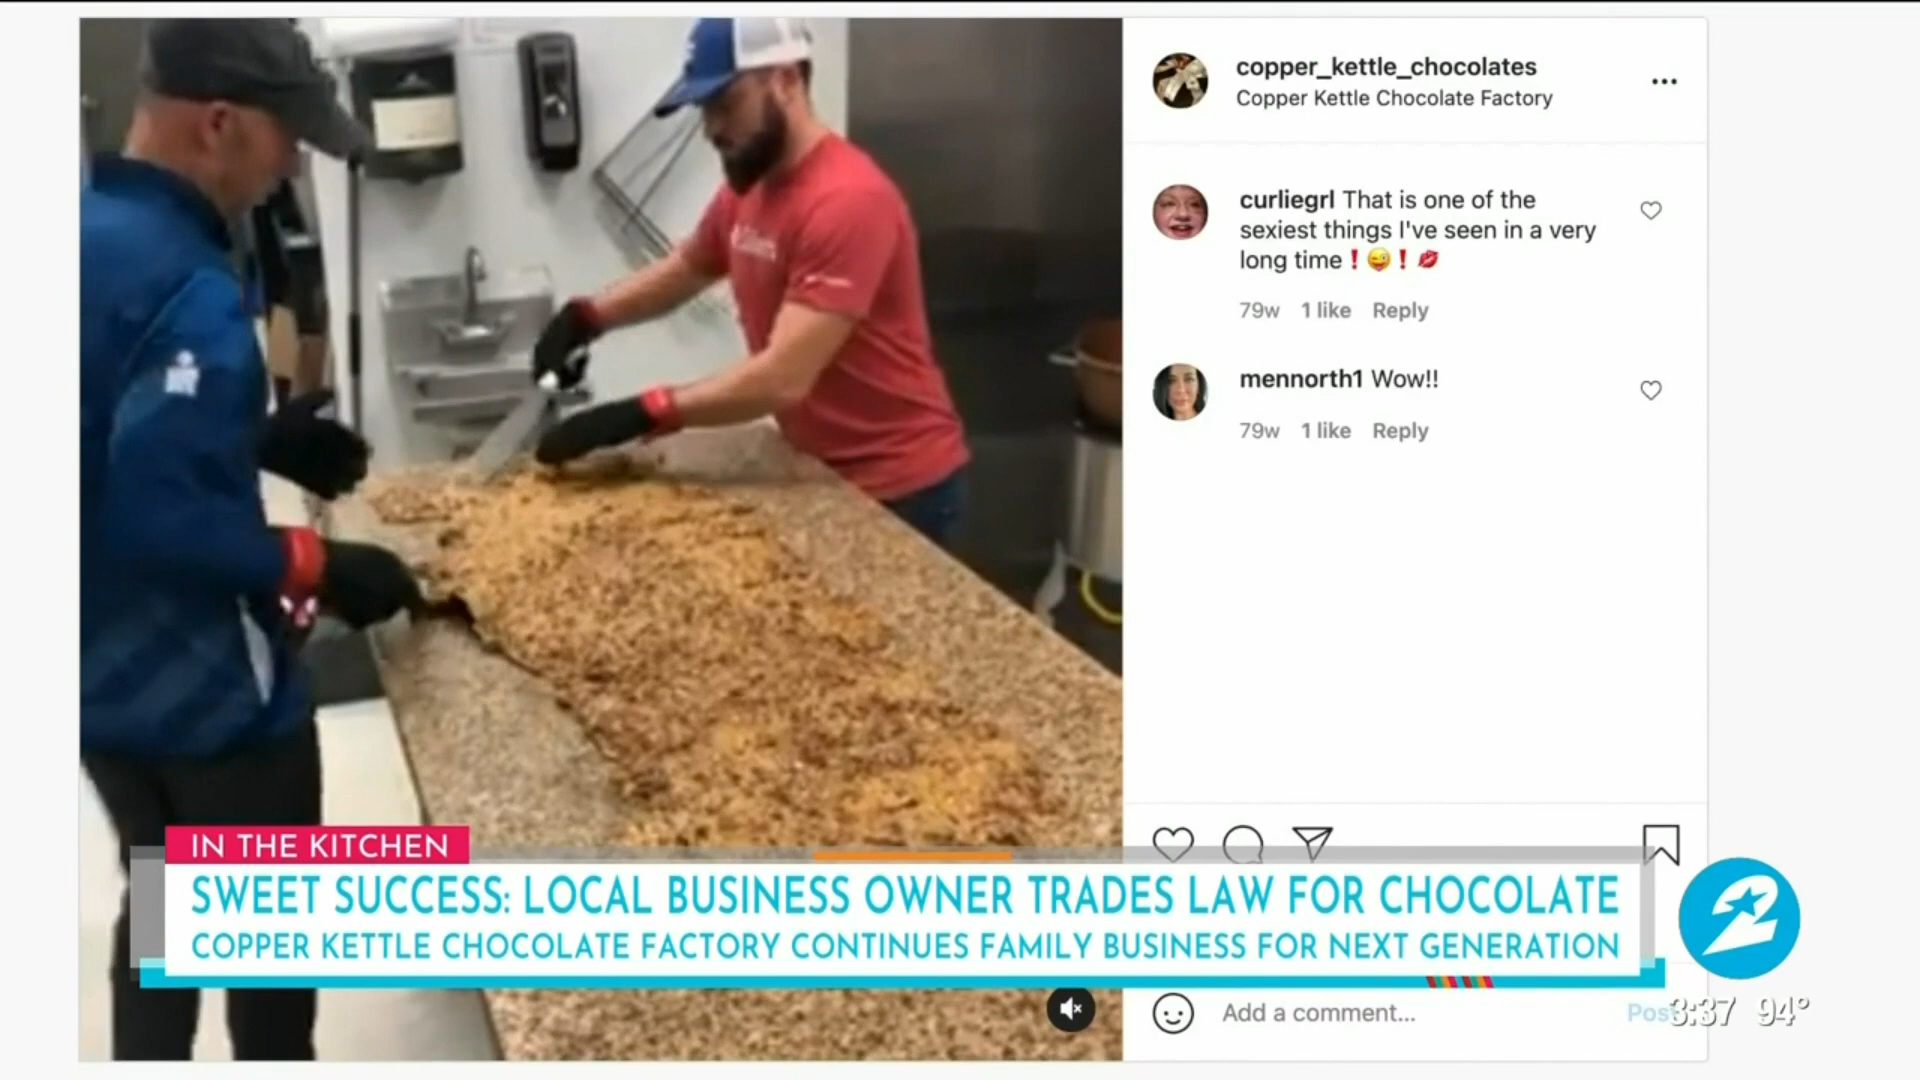 copper_kettle_chocolates
Copper Kettle Chocolate Factory
curliegrl That is one of the
sexiest things I've seen in a very
long time❗😜❗💋
79w 1 like Reply
mennorth1 Wow!!
79w 1 like Reply
IN THE KITCHEN
SWEET SUCCESS: LOCAL BUSINESS OWNER TRADES LAW FOR CHOCOLATE
COPPER KETTLE CHOCOLATE FACTORY CONTINUES FAMILY BUSINESS FOR NEXT GENERATION
2
Add a comment... Post
3:37 94°